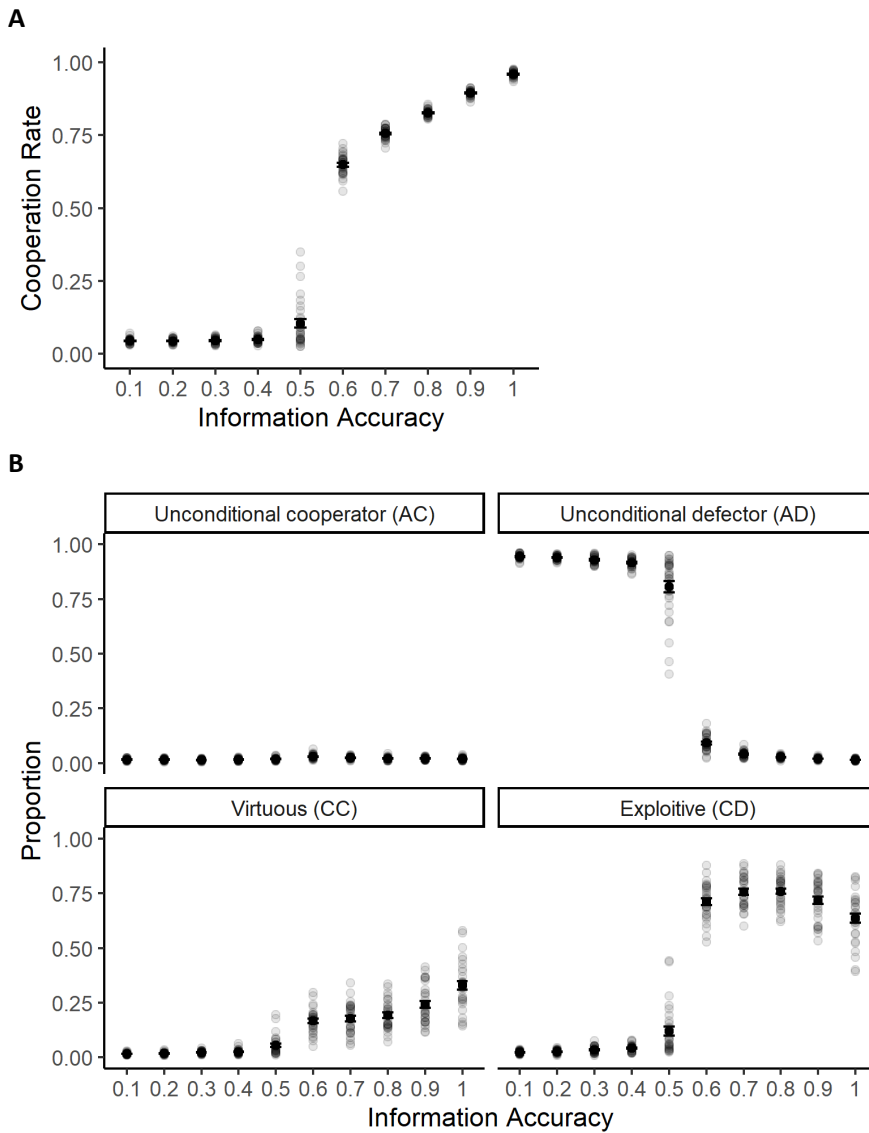 A
Cooperation Rate
1.00
0.75
0.50
0.25
0.00
0.1 0.2 0.3 0.4 0.5 0.6 0.7 0.8 0.9 1
Information Accuracy
B
Proportion
Unconditional cooperator (AC)
Unconditional defector (AD)
1.00
0.75
0.50
0.25
0.00
Virtuous (CC)
Exploitive (CD)
1.00
0.75
0.50
0.25
0.00
0.1 0.2 0.3 0.4 0.5 0.6 0.7 0.8 0.9 1
0.1 0.2 0.3 0.4 0.5 0.6 0.7 0.8 0.9 1
Information Accuracy